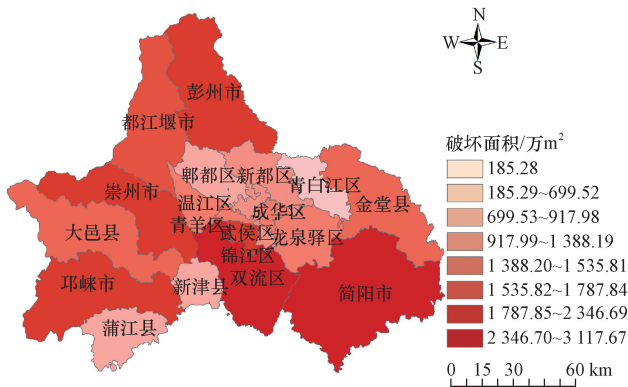 N
W E
S
彭州市
都江堰市
郫都区
新都区
青白江区
崇州市
温江区
成华区
金堂县
大邑县
青羊区
武侯区
龙泉驿区
锦江区
邛崃市
新津县
双流区
简阳市
蒲江县
破坏面积/万m²
185.28
185.29~699.52
699.53~917.98
917.99~1 388.19
1 388.20~1 535.81
1 535.82~1 787.84
1 787.85~2 346.69
2 346.70~3 117.67
0 15 30 60 km